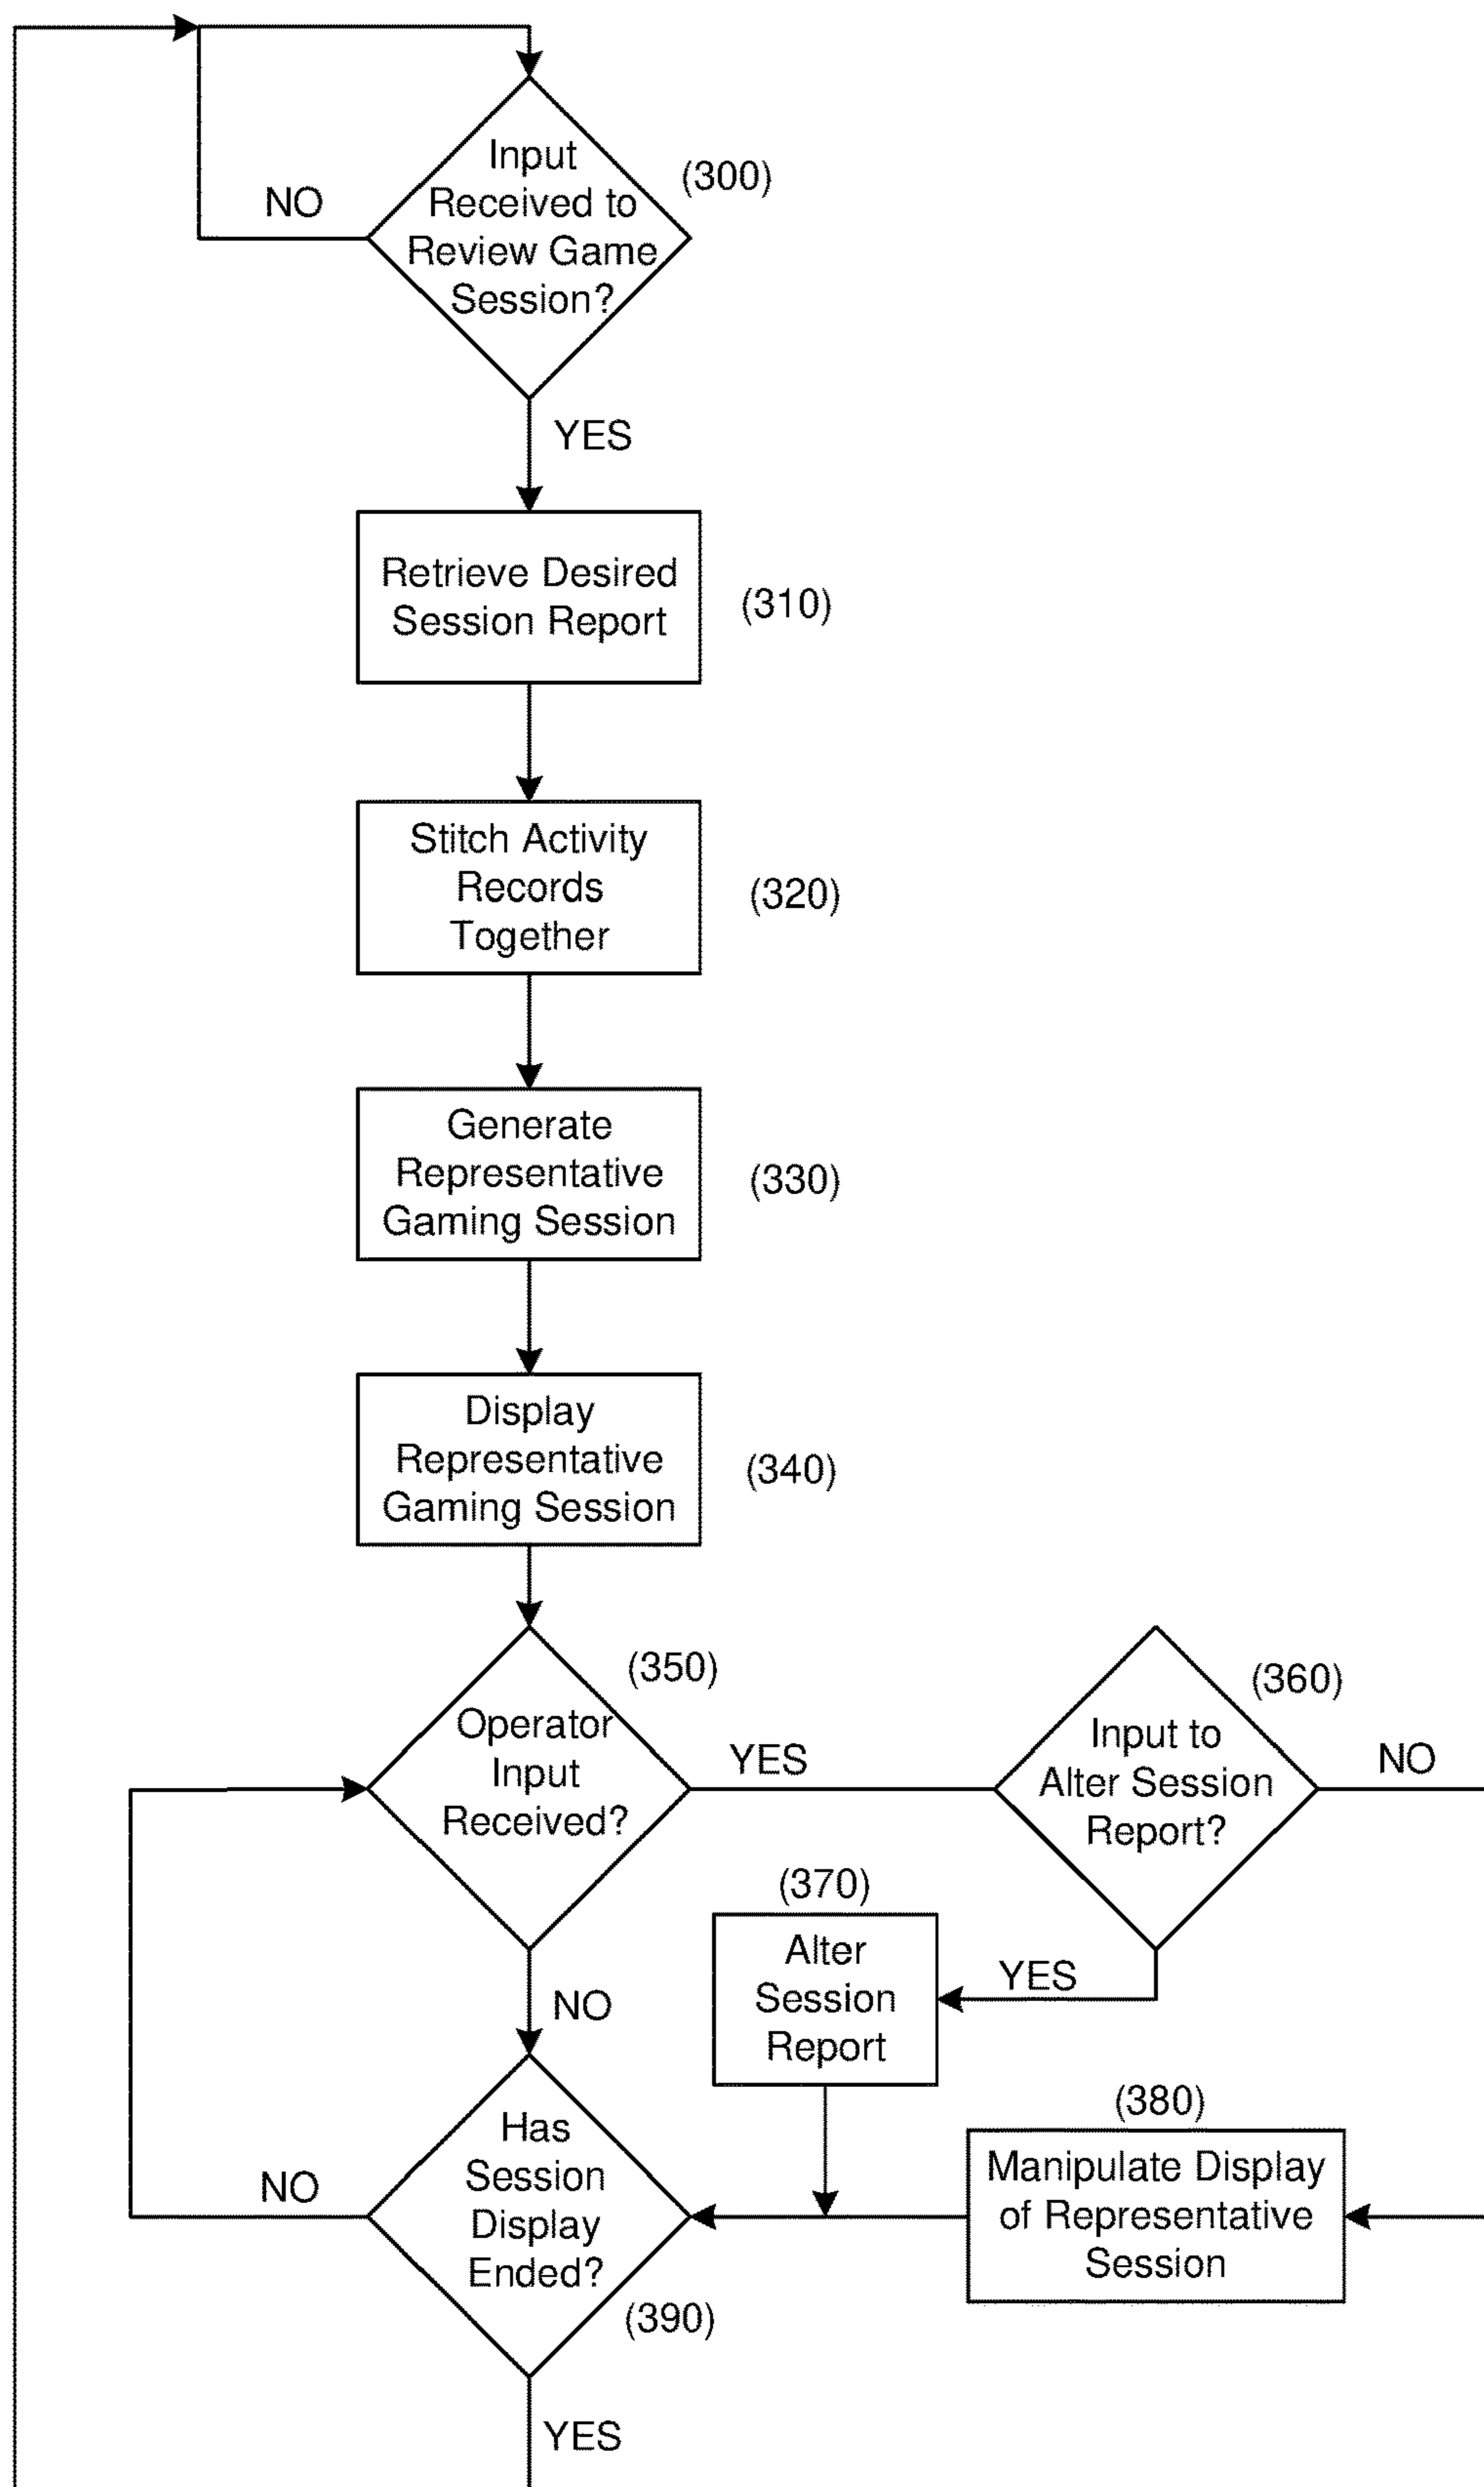 Input
Received to
Review Game
Session?
(300)
NO
YES
Retrieve Desired
Session Report
(310)
Stitch Activity
Records
Together
(320)
Generate
Representative
Gaming Session
(330)
Display
Representative
Gaming Session
(340)
Operator
Input
Received?
(350)
YES
Input to
Alter Session
Report?
(360)
NO
(370)
Alter
Session
Report
YES
NO
(380)
Manipulate Display
of Representative
Session
Has
Session
Display
Ended?
(390)
NO
YES